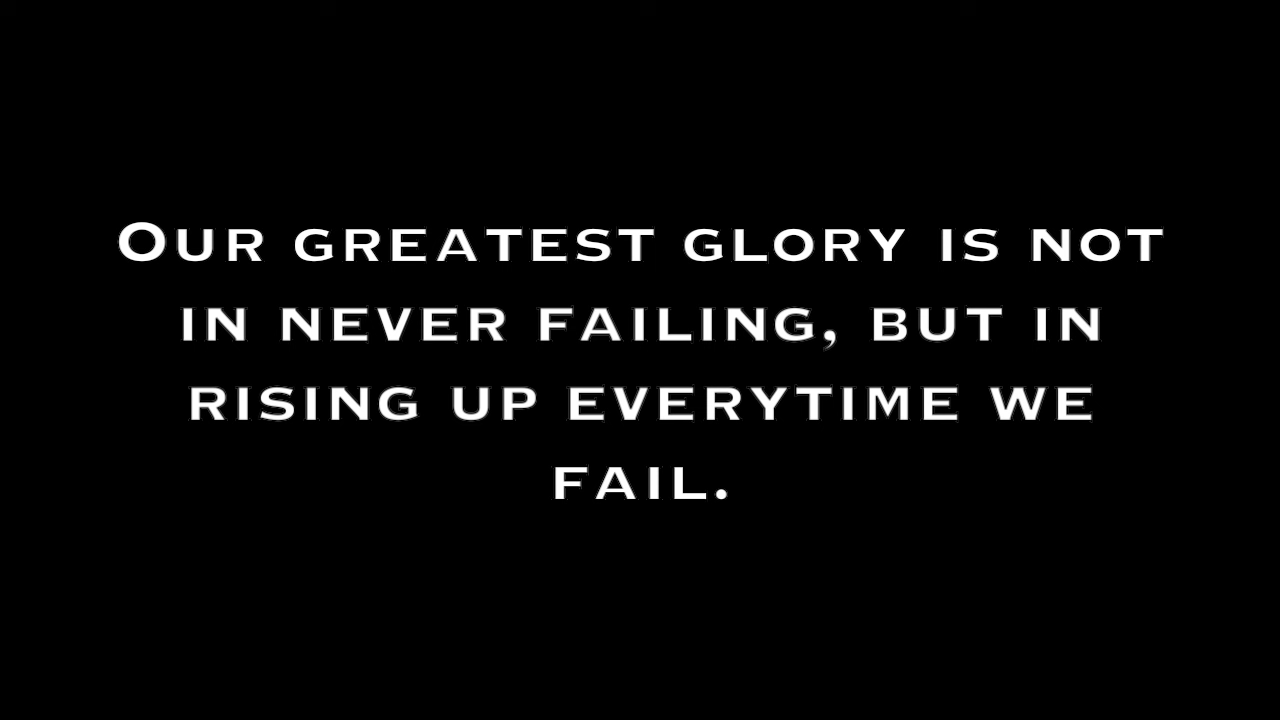 Our greatest glory is not
in never failing, but in
rising up everytime we
fail.